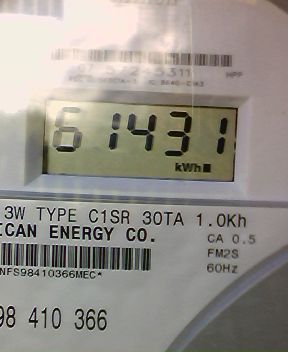 61431
kWh
3W TYPE C1SR 30TA 1.0Kh
ICAN ENERGY CO.
CA 0.5
FM2S
60Hz
NFS98410366MEC*
98 410 366